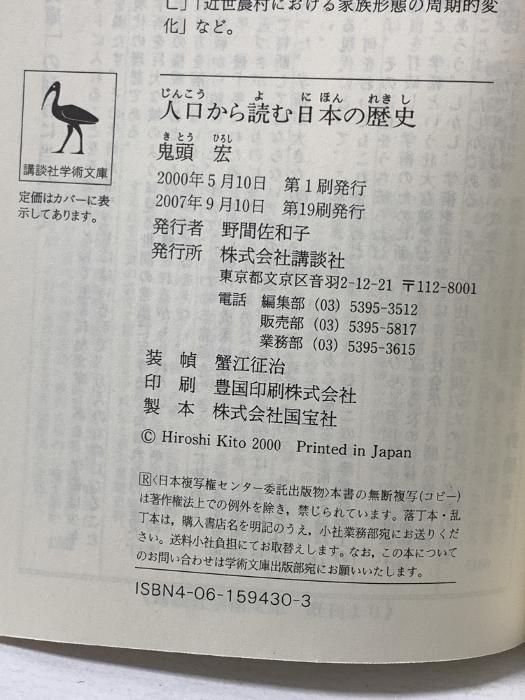 亡」「近世農村における家族形態の周期的変
化」など。
じんこう よ にほん れきし
人口から読む日本の歴史
きとう ひろし
鬼頭 宏
講談社学術文庫
定価はカバーに表
示してあります。
2000年5月10日 第1刷発行
2007年9月10日 第19刷発行
発行者 野間佐和子
発行所 株式会社講談社
東京都文京区音羽2-12-21 〒112-8001
電話 編集部 (03) 5395-3512
販売部 (03) 5395-5817
業務部 (03) 5395-3615
装 幀 蟹江征治
印 刷 豊国印刷株式会社
製 本 株式会社国宝社
© Hiroshi Kito 2000 Printed in Japan
Ⓡ〈日本複写権センター委託出版物〉本書の無断複写(コピー)
は著作権法上での例外を除き，禁じられています。落丁本・乱
丁本は，購入書店名を明記のうえ，小社業務部宛にお送りくだ
さい。送料小社負担にてお取替えします。なお，この本について
のお問い合わせは学術文庫出版部宛にお願いいたします。
ISBN4-06-159430-3